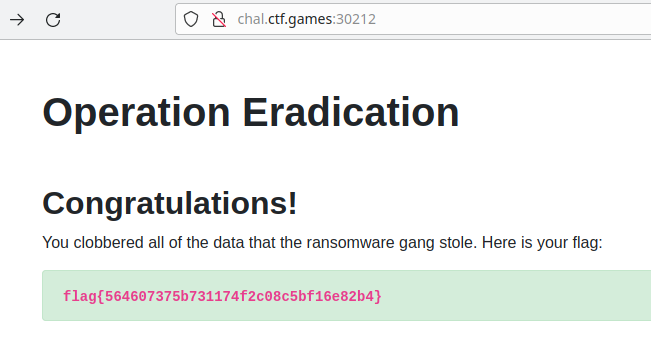 chal.ctf.games:30212
Operation Eradication
Congratulations!
You clobbered all of the data that the ransomware gang stole. Here is your flag:
flag{564607375b731174f2c08c5bf16e82b4}